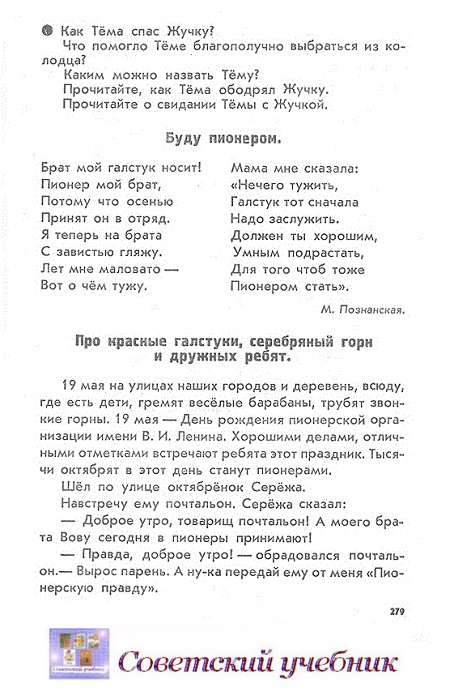 Как Тёма спас Жучку?
Что помогло Тёме благополучно выбраться из ко-
лодца?
Каким можно назвать Тёму?
Прочитайте, как Тёма ободрял Жучку.
Прочитайте о свидании Тёмы с Жучкой.
Буду пионером.
Брат мой галстук носит!
Пионер мой брат,
Потому что осенью
Принят он в отряд.
Я теперь на брата
С завистью гляжу.
Лет мне маловато —
Вот о чём тужу.
Мама мне сказала:
«Нечего тужить,
Галстук тот сначала
Надо заслужить.
Должен ты хорошим,
Умным подрастать,
Для того чтоб тоже
Пионером стать».
М. Познанская.
Про красные галстуки, серебряный горн
и дружных ребят.
19 мая на улицах наших городов и деревень, всюду,
где есть дети, гремят весёлые барабаны, трубят звон-
кие горны. 19 мая — День рождения пионерской орга-
низации имени В. И. Ленина. Хорошими делами, отлич-
ными отметками встречают ребята этот праздник. Тыся-
чи октябрят в этот день станут пионерами.
Шёл по улице октябрёнок Серёжа.
Навстречу ему почтальон. Серёжа сказал:
— Доброе утро, товарищ почтальон! А моего бра-
та Вову сегодня в пионеры принимают!
— Правда, доброе утро! — обрадовался почталь-
он.— Вырос парень. А ну-ка передай ему от меня «Пио-
нерскую правду».
279
Советский учебник